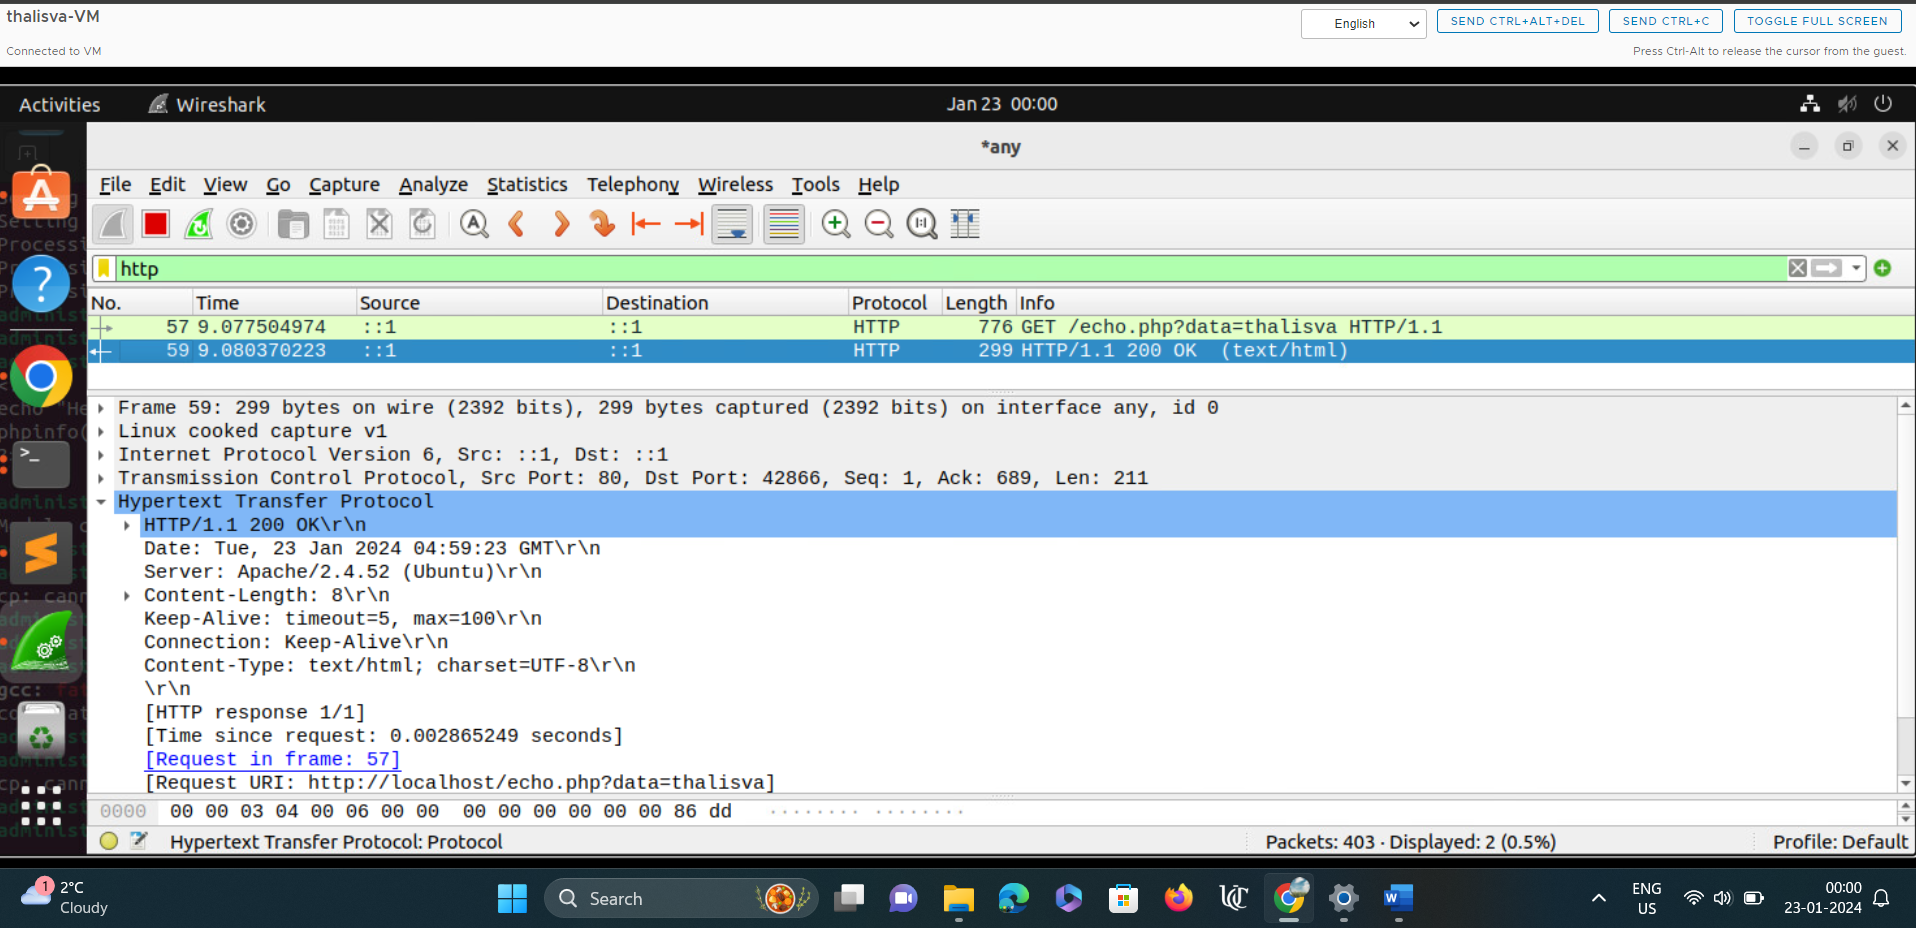 thalisva-VM
English
SEND CTRL+ALT+DEL
SEND CTRL+C
TOGGLE FULL SCREEN
Connected to VM
Press Ctrl-Alt to release the cursor from the guest.
Activities
Wireshark
Jan 23 00:00
*any
File Edit View Go Capture Analyze Statistics Telephony Wireless Tools Help
http
No. Time Source Destination Protocol Length Info
57 9.077504974 ::1 ::1 HTTP 776 GET /echo.php?data=thalisva HTTP/1.1
59 9.080370223 ::1 ::1 HTTP 299 HTTP/1.1 200 OK (text/html)
Frame 59: 299 bytes on wire (2392 bits), 299 bytes captured (2392 bits) on interface any, id 0
Linux cooked capture v1
Internet Protocol Version 6, Src: ::1, Dst: ::1
Transmission Control Protocol, Src Port: 80, Dst Port: 42866, Seq: 1, Ack: 689, Len: 211
Hypertext Transfer Protocol
HTTP/1.1 200 OK\r\n
Date: Tue, 23 Jan 2024 04:59:23 GMT\r\n
Server: Apache/2.4.52 (Ubuntu)\r\n
Content-Length: 8\r\n
Keep-Alive: timeout=5, max=100\r\n
Connection: Keep-Alive\r\n
Content-Type: text/html; charset=UTF-8\r\n
\r\n
[HTTP response 1/1]
[Time since request: 0.002865249 seconds]
[Request in frame: 57]
[Request URI: http://localhost/echo.php?data=thalisva]
0000 00 00 03 04 00 06 00 00 00 00 00 00 00 00 86 dd ········ ········
Hypertext Transfer Protocol: Protocol
Packets: 403 · Displayed: 2 (0.5%)
Profile: Default
1
2°C
Cloudy
Search
ENG
US
00:00
23-01-2024